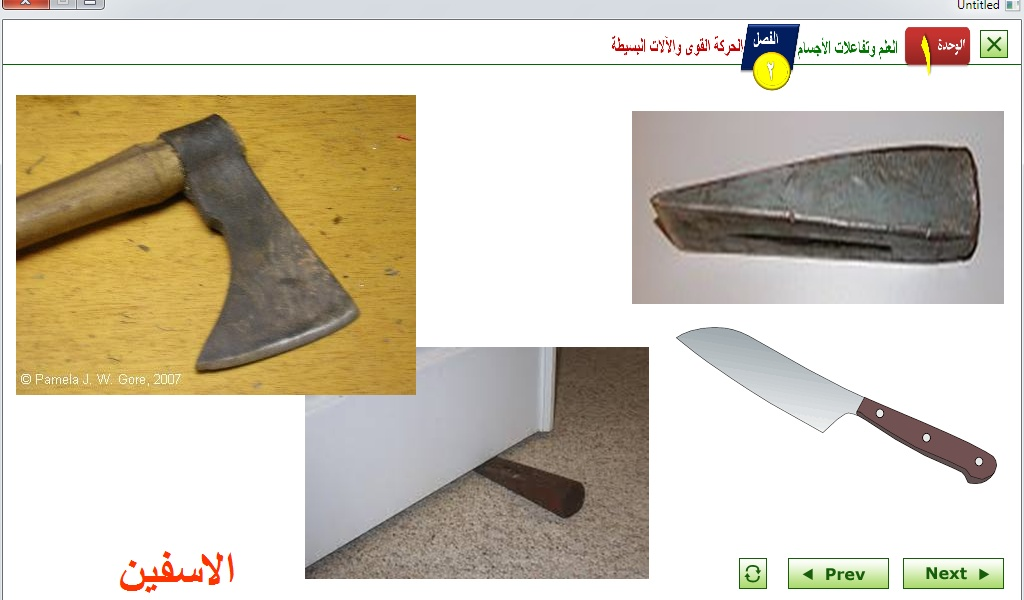 Untitled
الوحدة
١
العلم وتفاعلات الأجسام
الفصل
٢
الحركة القوى والآلات البسيطة
© Pamela J. W. Gore, 2007
الاسفين
Prev
Next